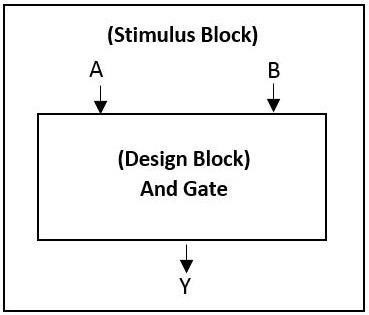 (Stimulus Block)
A B
(Design Block)
And Gate
Y